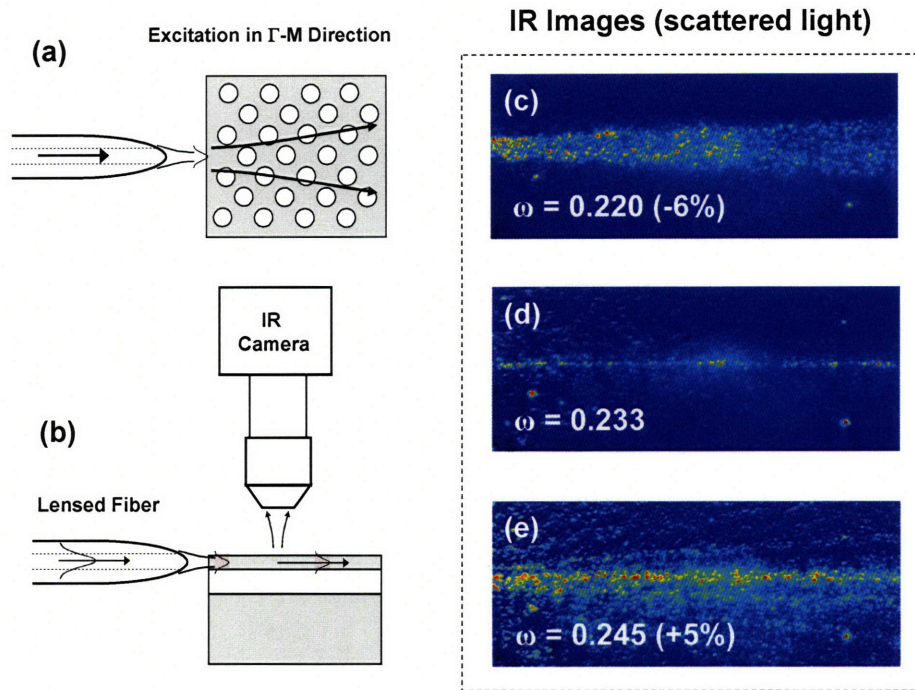 IR Images (scattered light)
Excitation in Γ-M Direction
(a)
(b)
IR
Camera
Lensed Fiber
(c)
ω = 0.220 (-6%)
(d)
ω = 0.233
(e)
ω = 0.245 (+5%)